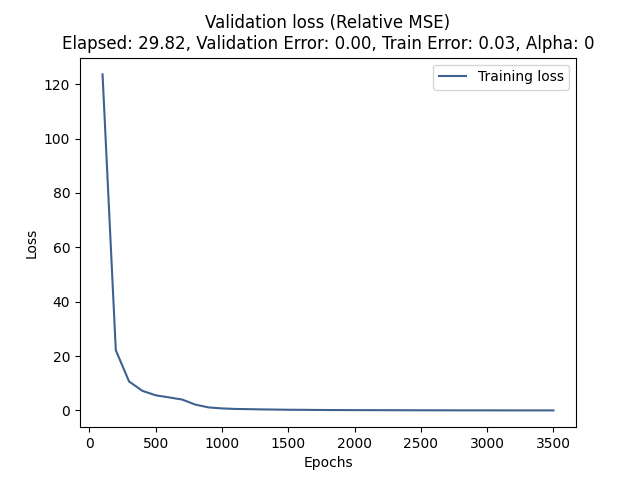 Validation loss (Relative MSE)
Elapsed: 29.82, Validation Error: 0.00, Train Error: 0.03, Alpha: 0
Training loss
120
100
80
60
40
20
0
Loss
0 500 1000 1500 2000 2500 3000 3500
Epochs